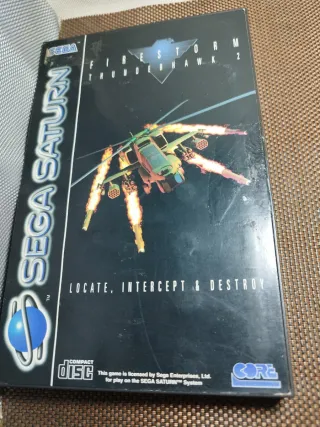 SEGA
FIRESTORM
THUNDERHAWK 2
SEGA SATURN
TM
LOCATE, INTERCEPT & DESTROY
COMPACT
disc
This game is licensed by Sega Enterprises, Ltd.
for play on the SEGA SATURN™ System
CORE